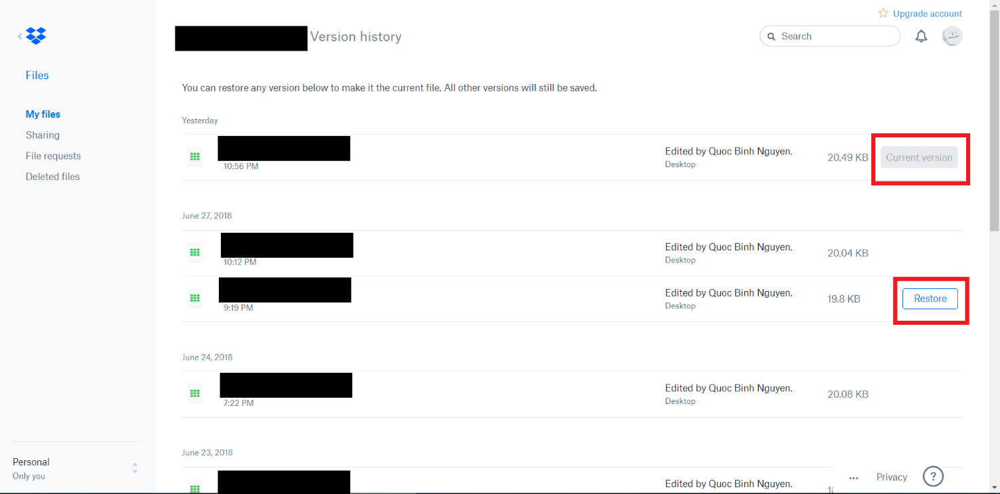 Upgrade account
Version history
Search
Files
You can restore any version below to make it the current file. All other versions will still be saved.
My files
Sharing
File requests
Deleted files
Yesterday
10:56 PM
Edited by Quoc Binh Nguyen.
Desktop
20.49 KB
Current version
June 27, 2018
10:12 PM
Edited by Quoc Binh Nguyen.
Desktop
20.04 KB
9:19 PM
Edited by Quoc Binh Nguyen.
Desktop
19.8 KB
Restore
June 24, 2018
7:22 PM
Edited by Quoc Binh Nguyen.
Desktop
20.08 KB
June 23, 2018
Edited by Quoc Binh Nguyen.
Personal
Only you
... Privacy ?